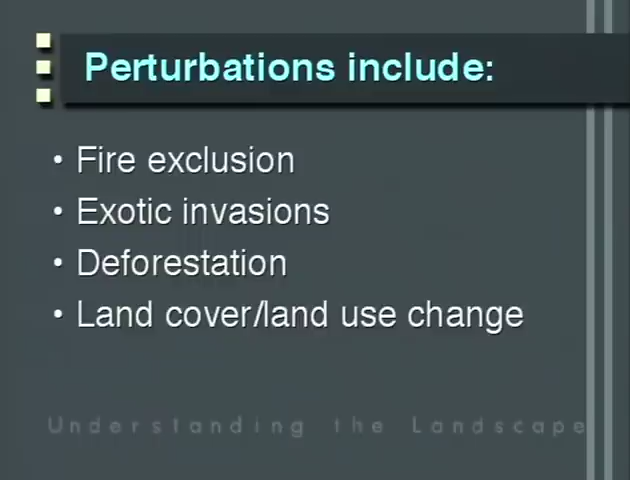 Perturbations include:
• Fire exclusion
• Exotic invasions
• Deforestation
• Land cover/land use change
Understanding the Landscape